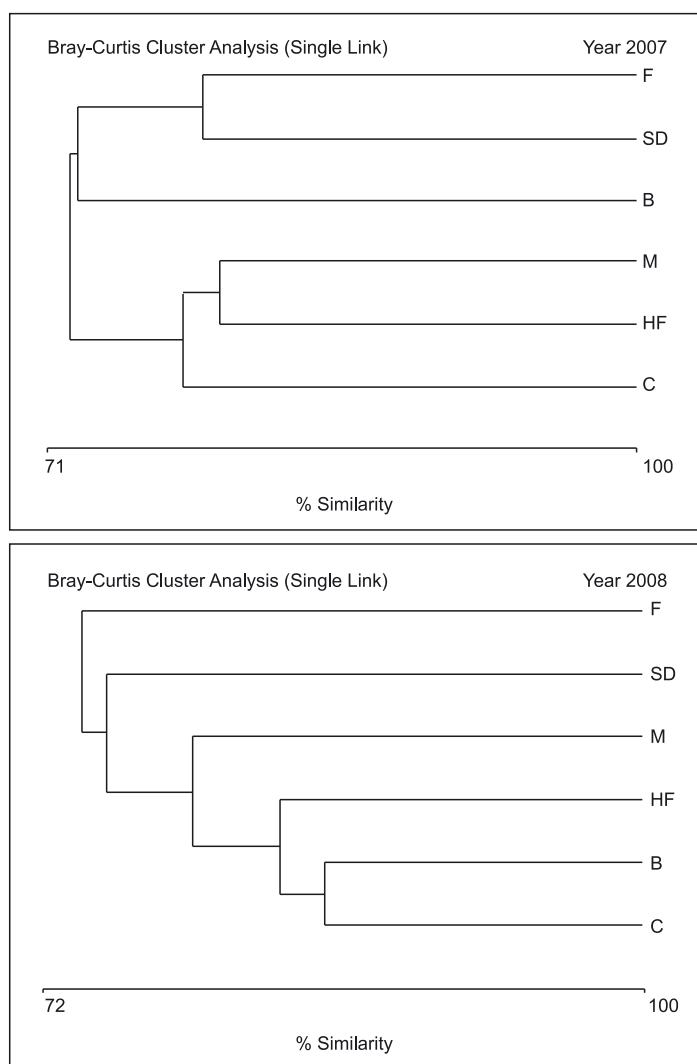 Bray-Curtis Cluster Analysis (Single Link) Year 2007
F
SD
B
M
HF
C
71 100
% Similarity
Bray-Curtis Cluster Analysis (Single Link) Year 2008
F
SD
M
HF
B
C
72 100
% Similarity